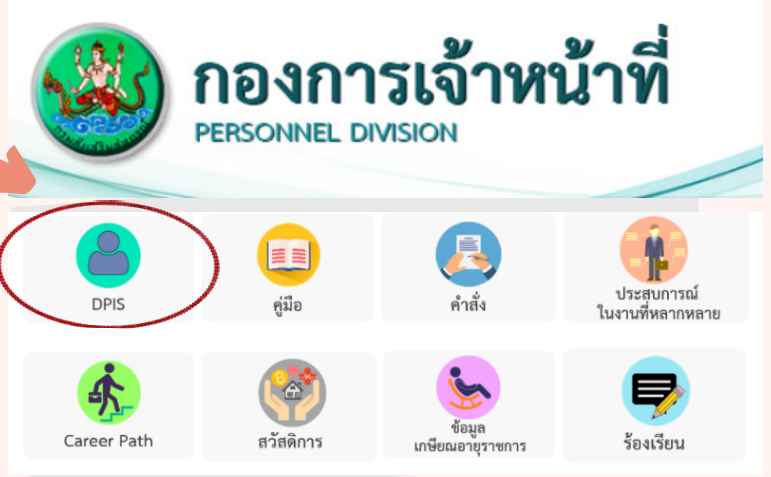 กองการเจ้าหน้าที่
PERSONNEL DIVISION
DPIS
คู่มือ
คำสั่ง
ประสบการณ์
ในงานที่หลากหลาย
Career Path
สวัสดิการ
ข้อมูล
เกษียณอายุราชการ
ร้องเรียน